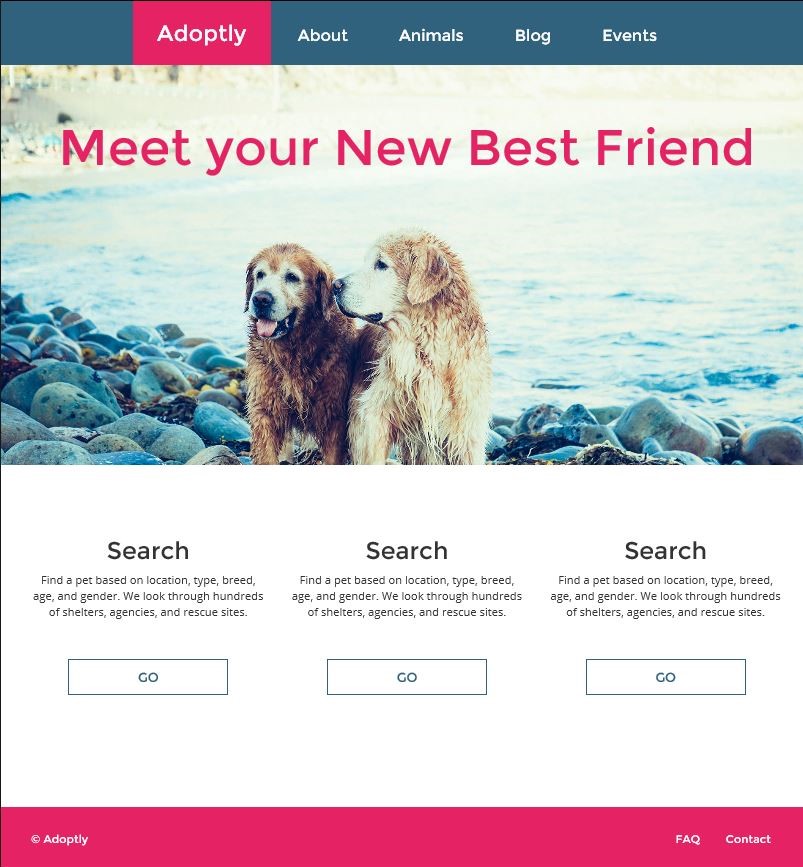 Adoptly About Animals Blog Events
Meet your New Best Friend
Search
Find a pet based on location, type, breed,
age, and gender. We look through hundreds
of shelters, agencies, and rescue sites.
GO
Search
Find a pet based on location, type, breed,
age, and gender. We look through hundreds
of shelters, agencies, and rescue sites.
GO
Search
Find a pet based on location, type, breed,
age, and gender. We look through hundreds
of shelters, agencies, and rescue sites.
GO
© Adoptly FAQ Contact